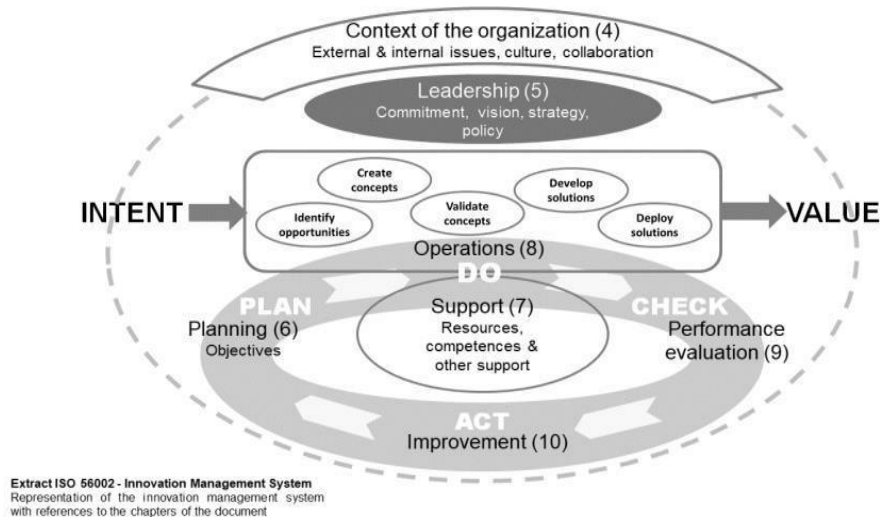 Context of the organization (4)
External & internal issues, culture, collaboration
Leadership (5)
Commitment, vision, strategy,
policy
INTENT
Identify
opportunities
Create
concepts
Validate
concepts
Develop
solutions
Deploy
solutions
VALUE
Operations (8)
DO
PLAN
Planning (6)
Objectives
Support (7)
Resources,
competences &
other support
CHECK
Performance
evaluation (9)
ACT
Improvement (10)
Extract ISO 56002 - Innovation Management System
Representation of the innovation management system
with references to the chapters of the document